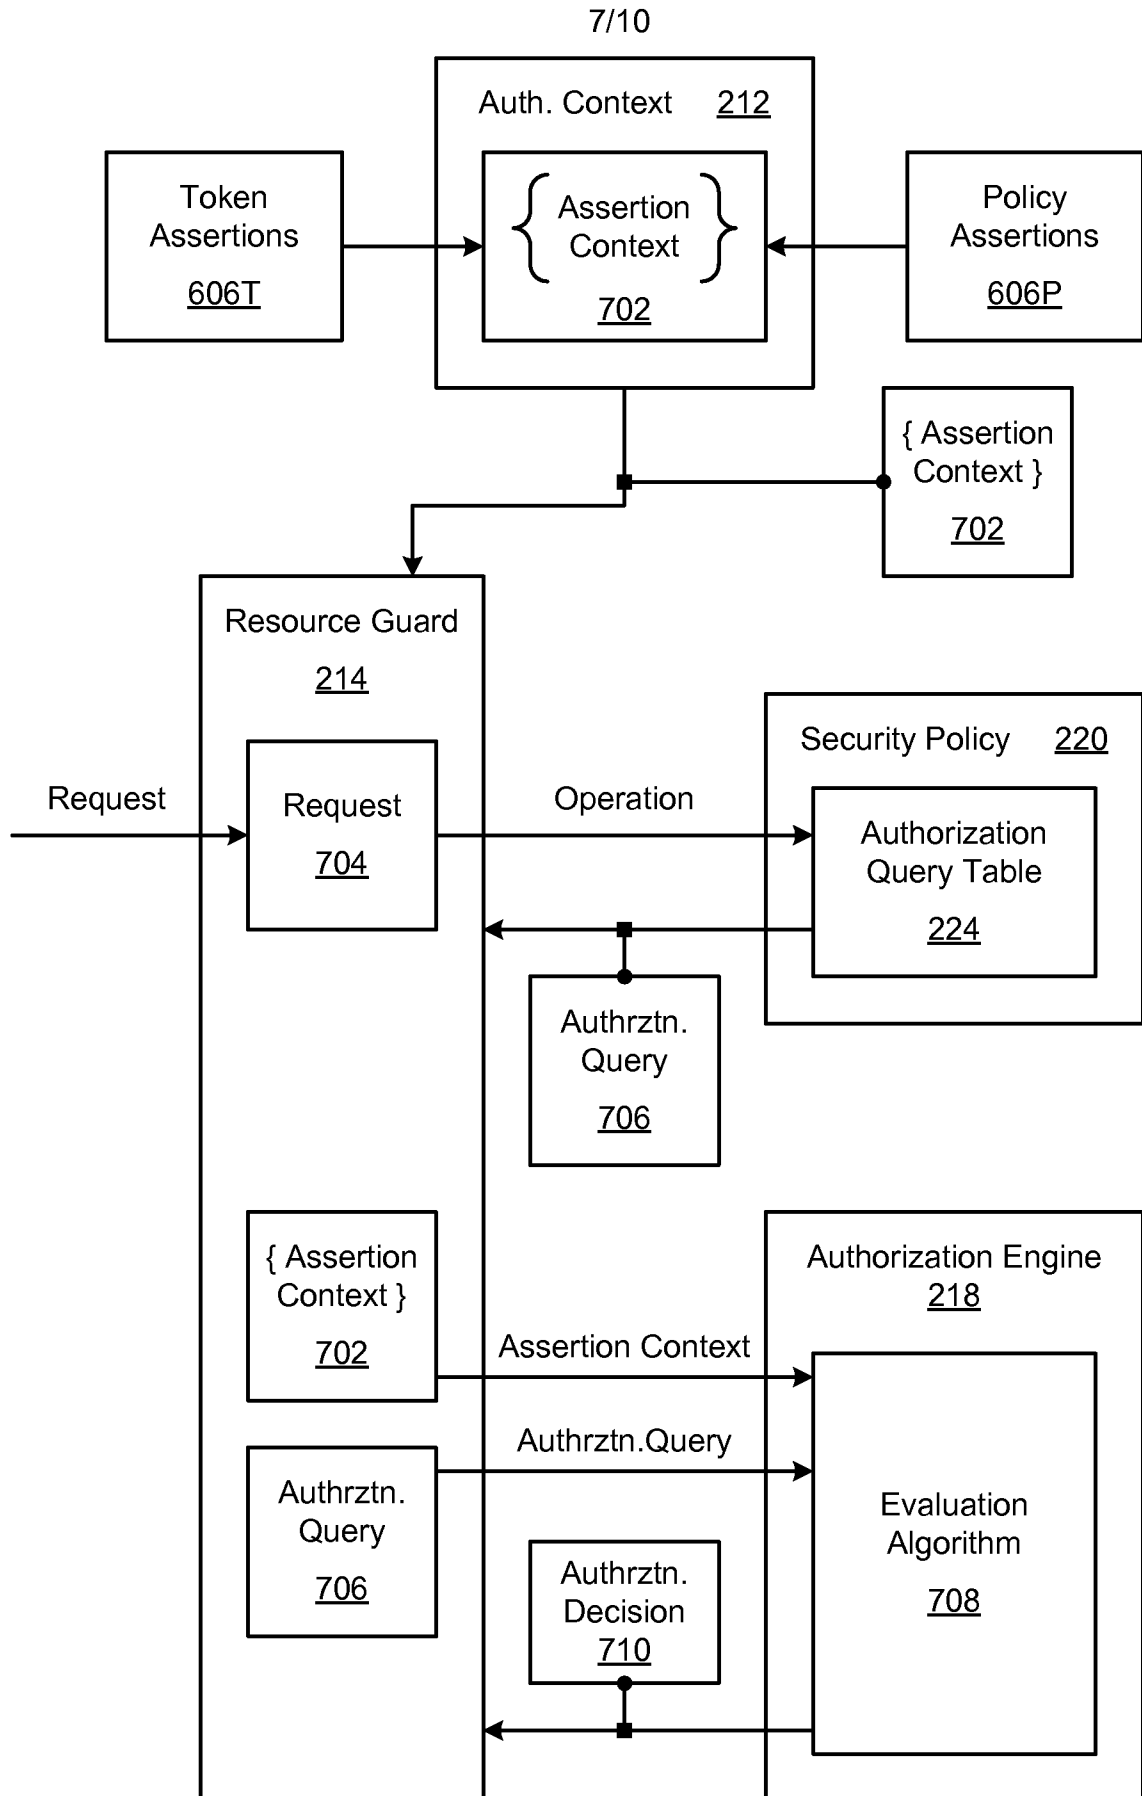 7/10
Auth. Context 212
Token
Assertions
606T
{ Assertion
Context }
702
Policy
Assertions
606P
{ Assertion
Context }
702
Resource Guard
214
Security Policy 220
Request
Request
704
Operation
Authorization
Query Table
224
Authrztn.
Query
706
{ Assertion
Context }
702
Authorization Engine
218
Assertion Context
Authrztn.Query
Authrztn.
Query
706
Evaluation
Algorithm
708
Authrztn.
Decision
710